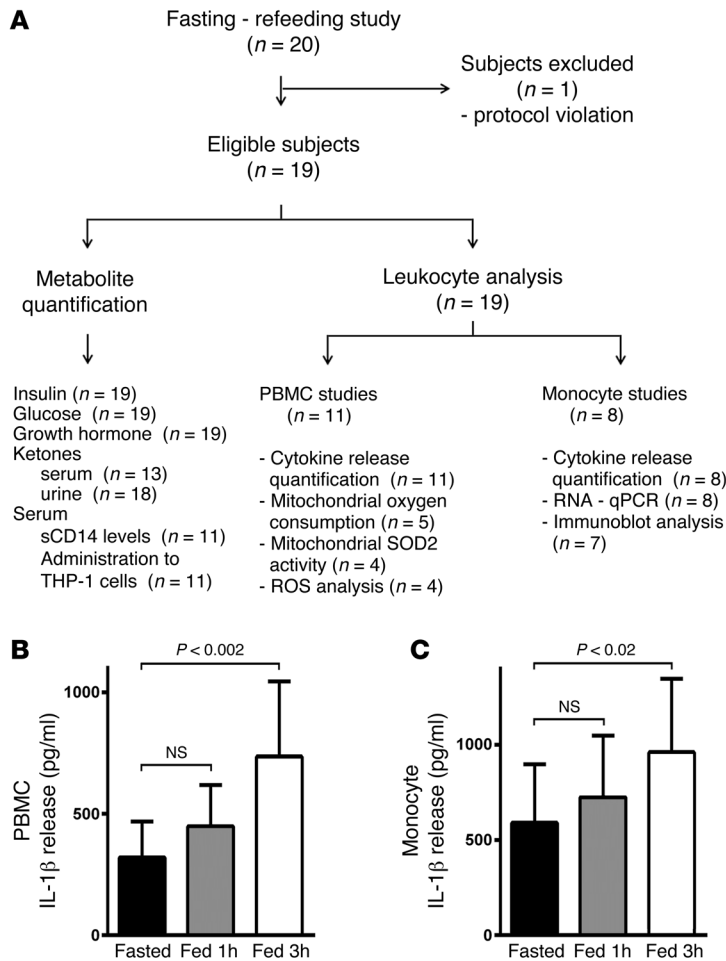 A
Fasting - refeeding study
(n = 20)
Subjects excluded
(n = 1)
- protocol violation
Eligible subjects
(n = 19)
Metabolite
quantification
Leukocyte analysis
(n = 19)
Insulin (n = 19)
Glucose (n = 19)
Growth hormone (n = 19)
Ketones
serum (n = 13)
urine (n = 18)
Serum
sCD14 levels (n = 11)
Administration to
THP-1 cells (n = 11)
PBMC studies
(n = 11)
- Cytokine release
quantification (n = 11)
- Mitochondrial oxygen
consumption (n = 5)
- Mitochondrial SOD2
activity (n = 4)
- ROS analysis (n = 4)
Monocyte studies
(n = 8)
- Cytokine release
quantification (n = 8)
- RNA - qPCR (n = 8)
- Immunoblot analysis
(n = 7)
B
PBMC
IL-1β release (pg/ml)
1000
500
0
P < 0.002
NS
Fasted Fed 1h Fed 3h
C
Monocyte
IL-1β release (pg/ml)
1000
500
0
P < 0.02
NS
Fasted Fed 1h Fed 3h